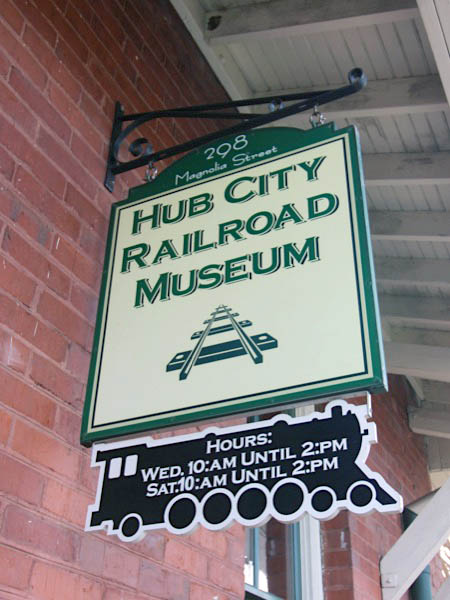 298
Magnolia Street
HUB CITY
RAILROAD
MUSEUM
HOURS:
WED. 10:AM UNTIL 2:PM
SAT.10:AM UNTIL 2:PM